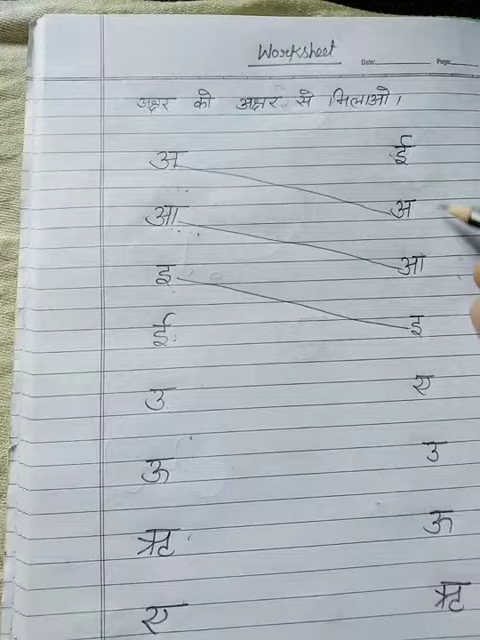 Worksheet
Date: Page:
अक्षर को अक्षर से मिलाओ।
अ ई
आ अ
इ आ
ई इ
उ ए
ऊ उ
ऋ ऊ
ए ऋ